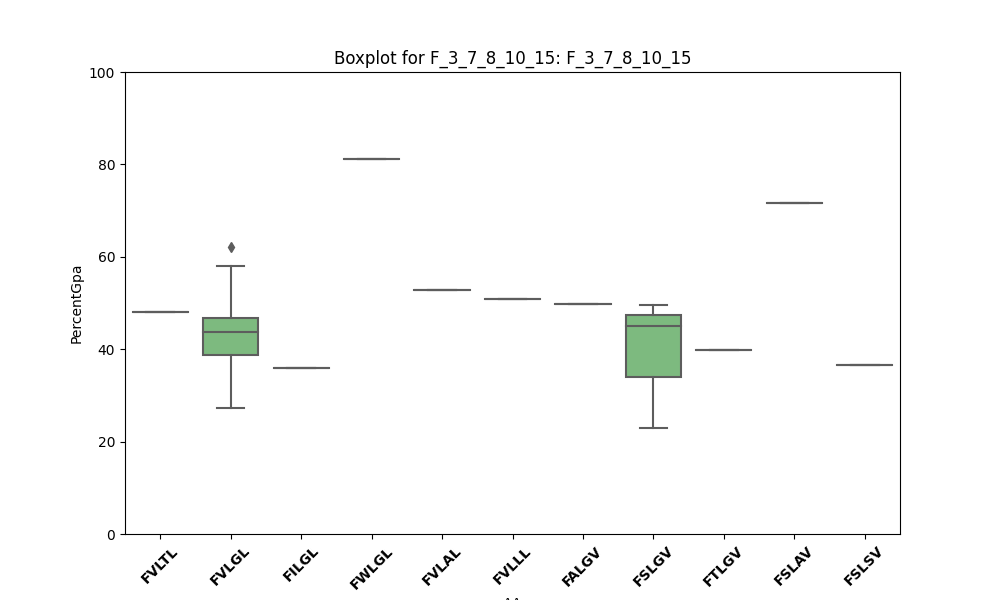 Boxplot for F_3_7_8_10_15: F_3_7_8_10_15
100
80
60
40
20
0
PercentGpa
FVLTL
FVLGL
FILGL
FWLGL
FVLAL
FVLLL
FALGV
FSLGV
FTLGV
FSLAV
FSLSV